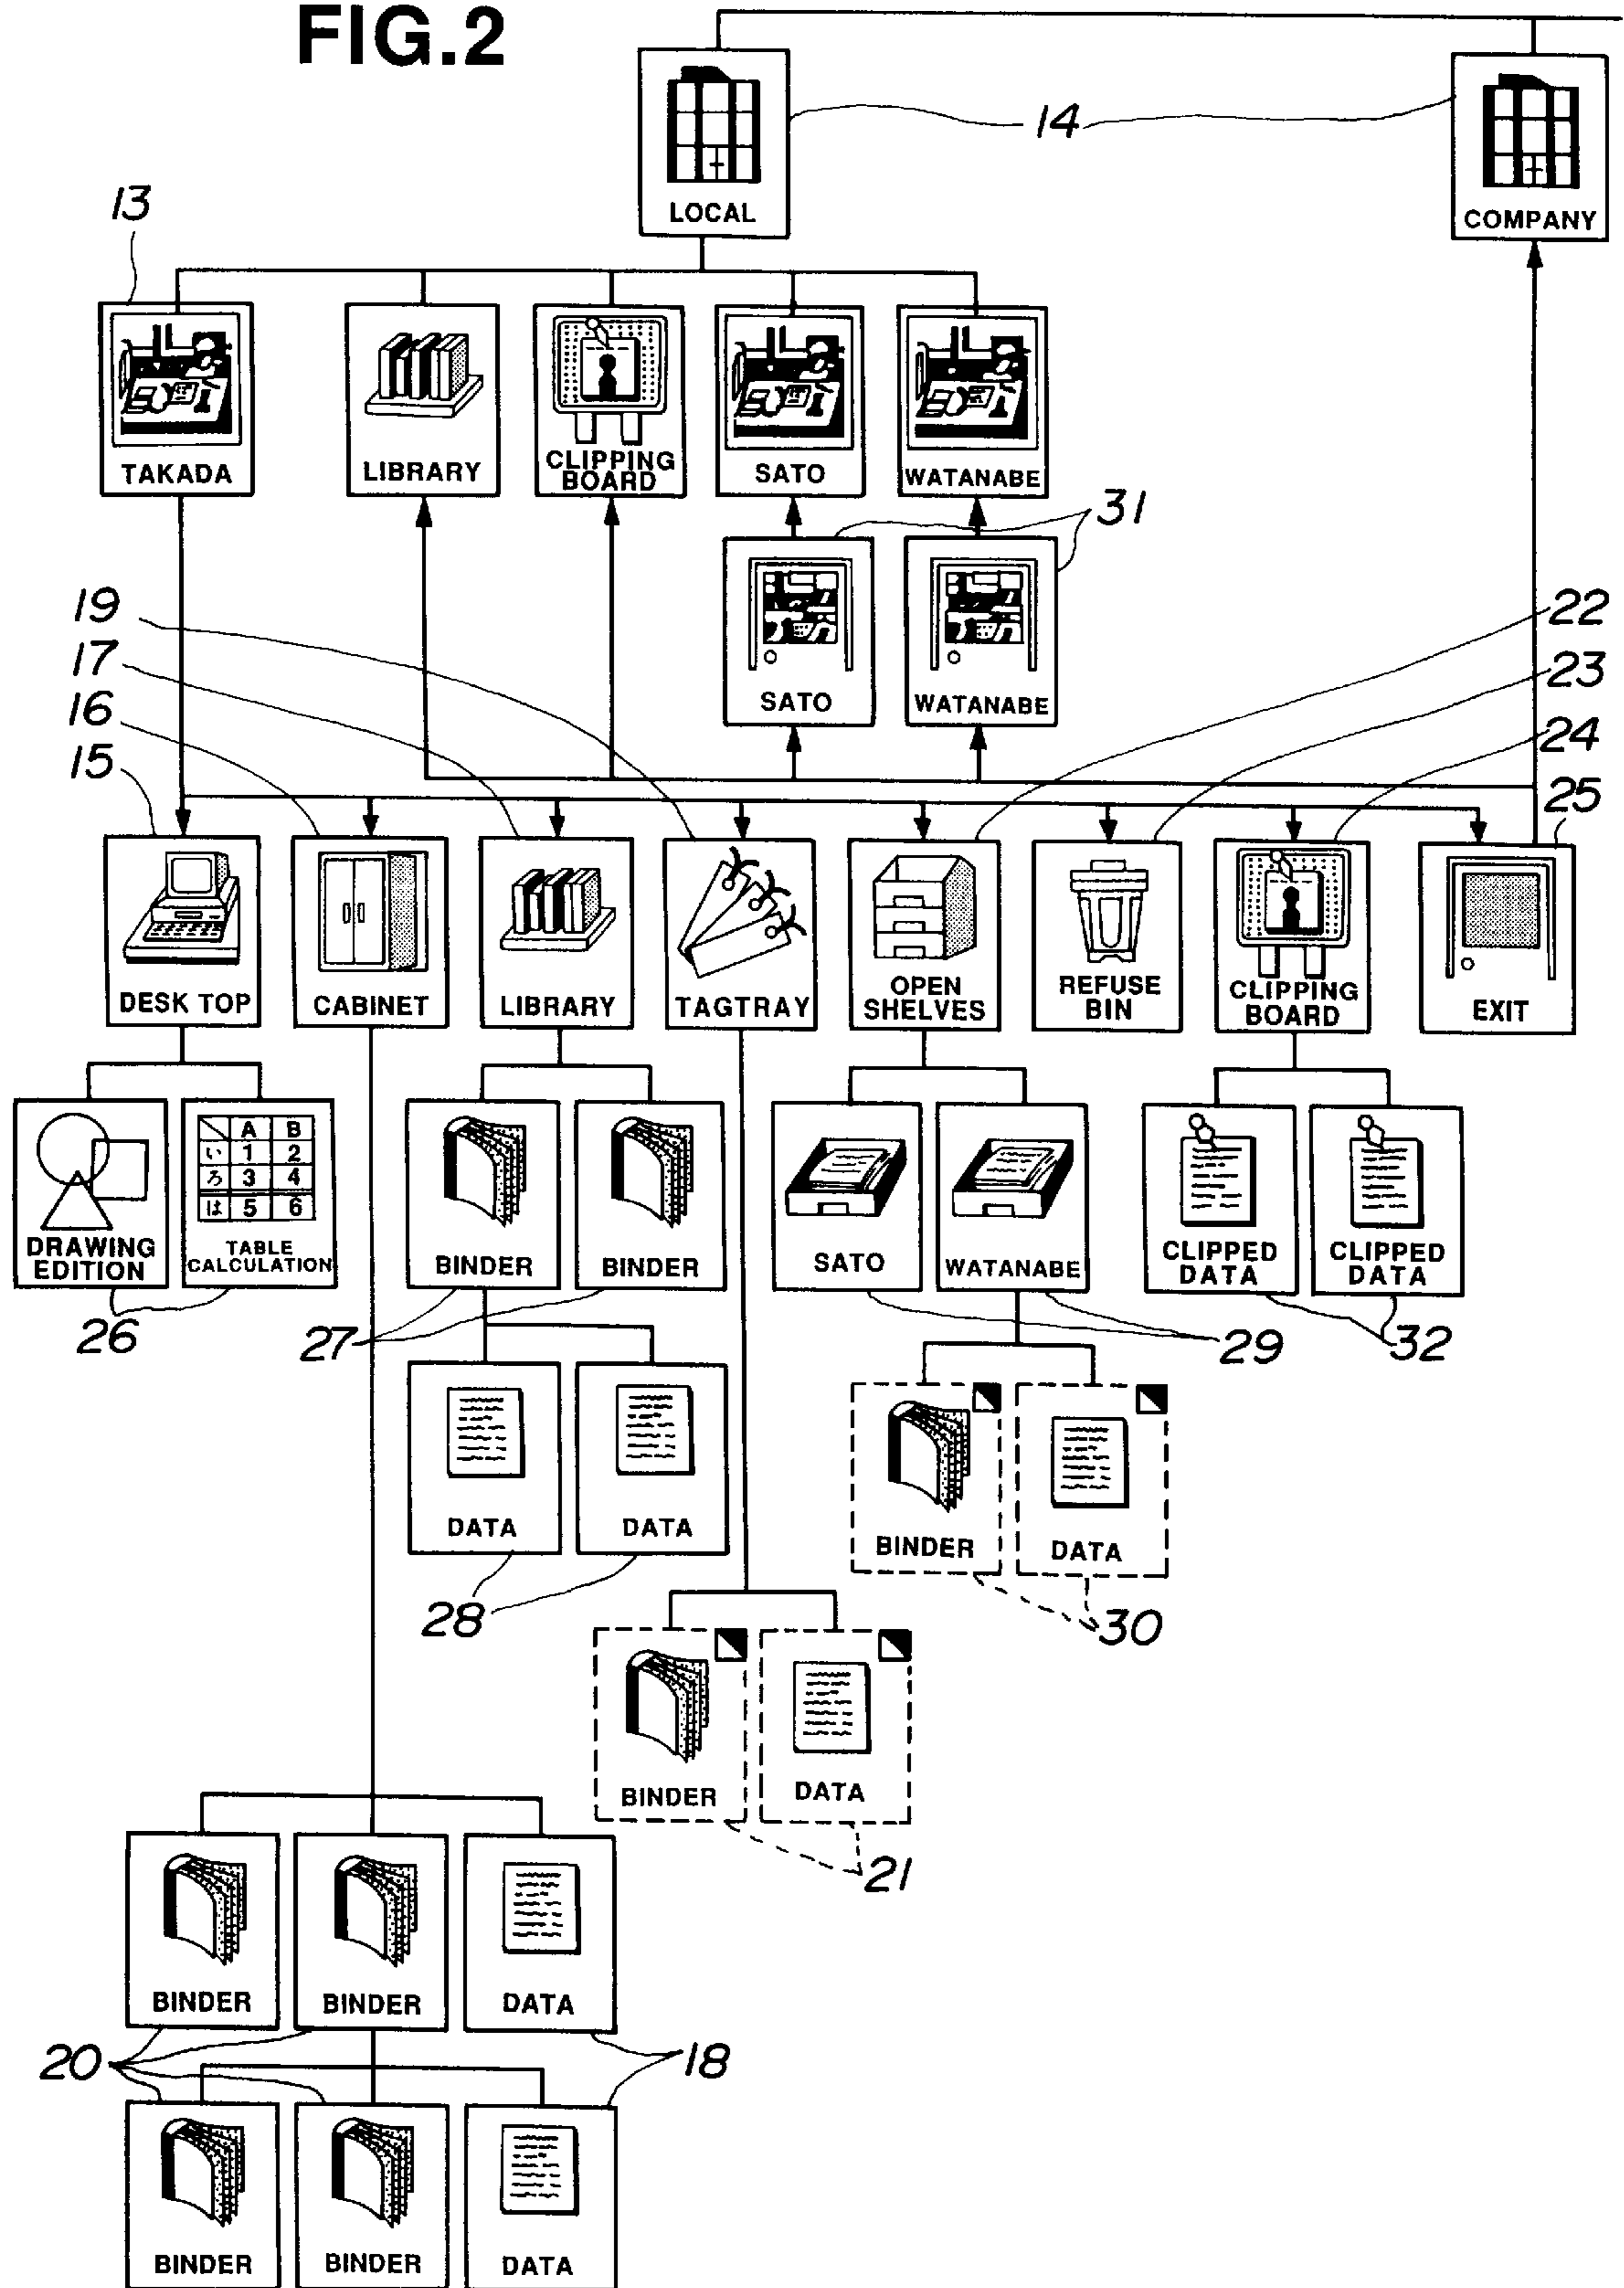 FIG.2
14
LOCAL
COMPANY
13
TAKADA
LIBRARY
CLIPPING
BOARD
SATO
WATANABE
31
SATO
WATANABE
19
17
16
15
22
23
24
25
DESK TOP
CABINET
LIBRARY
TAGTRAY
OPEN
SHELVES
REFUSE
BIN
CLIPPING
BOARD
EXIT
DRAWING
EDITION
A B
い 1 2
ろ 3 4
は 5 6
TABLE
CALCULATION
BINDER
BINDER
SATO
WATANABE
CLIPPED
DATA
CLIPPED
DATA
26
27
29
32
DATA
DATA
BINDER
DATA
28
30
BINDER
DATA
21
BINDER
BINDER
DATA
20
18
BINDER
BINDER
DATA